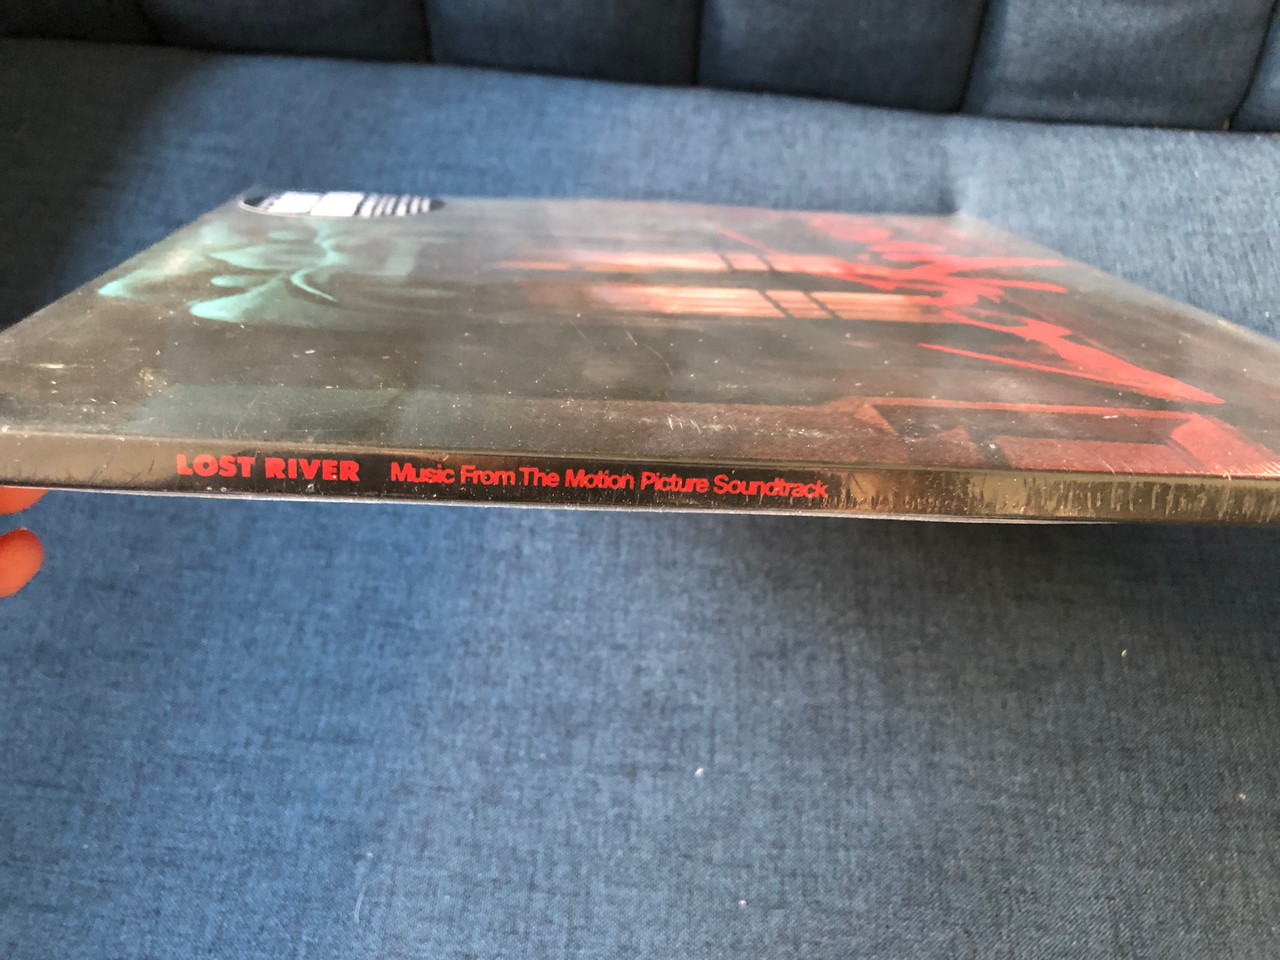 LOST RIVER Music From The Motion Picture Soundtrack